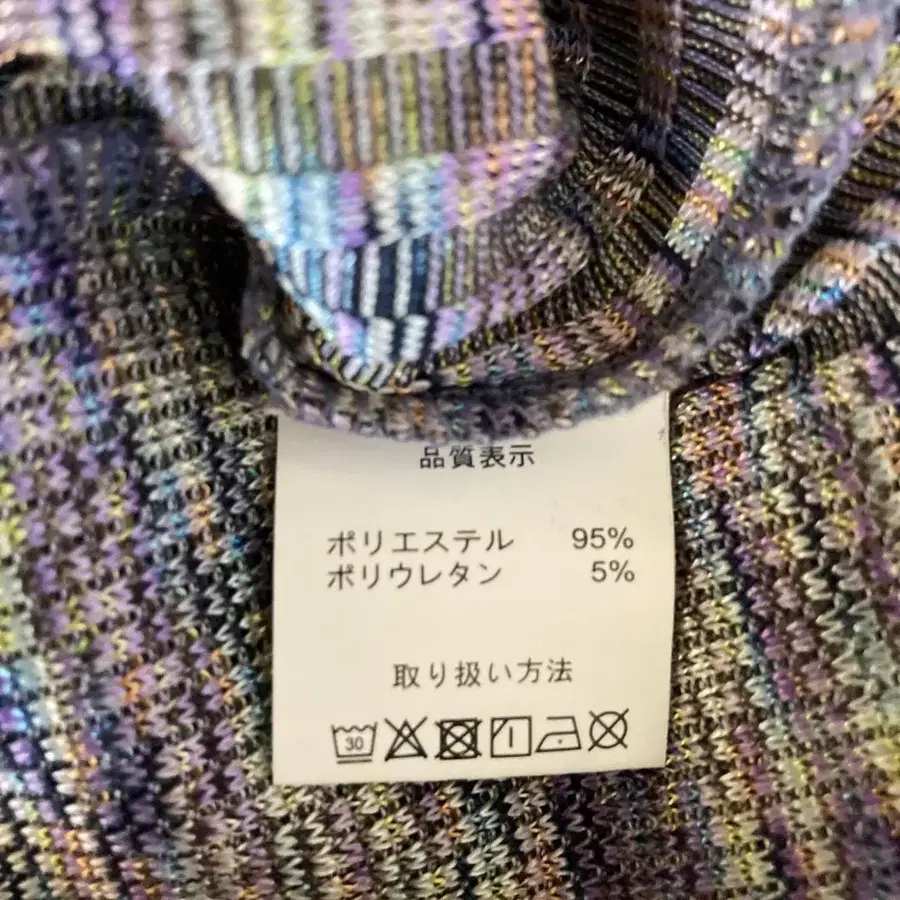 品質表示
ポリエステル 95%
ポリウレタン 5%
取り扱い方法
30